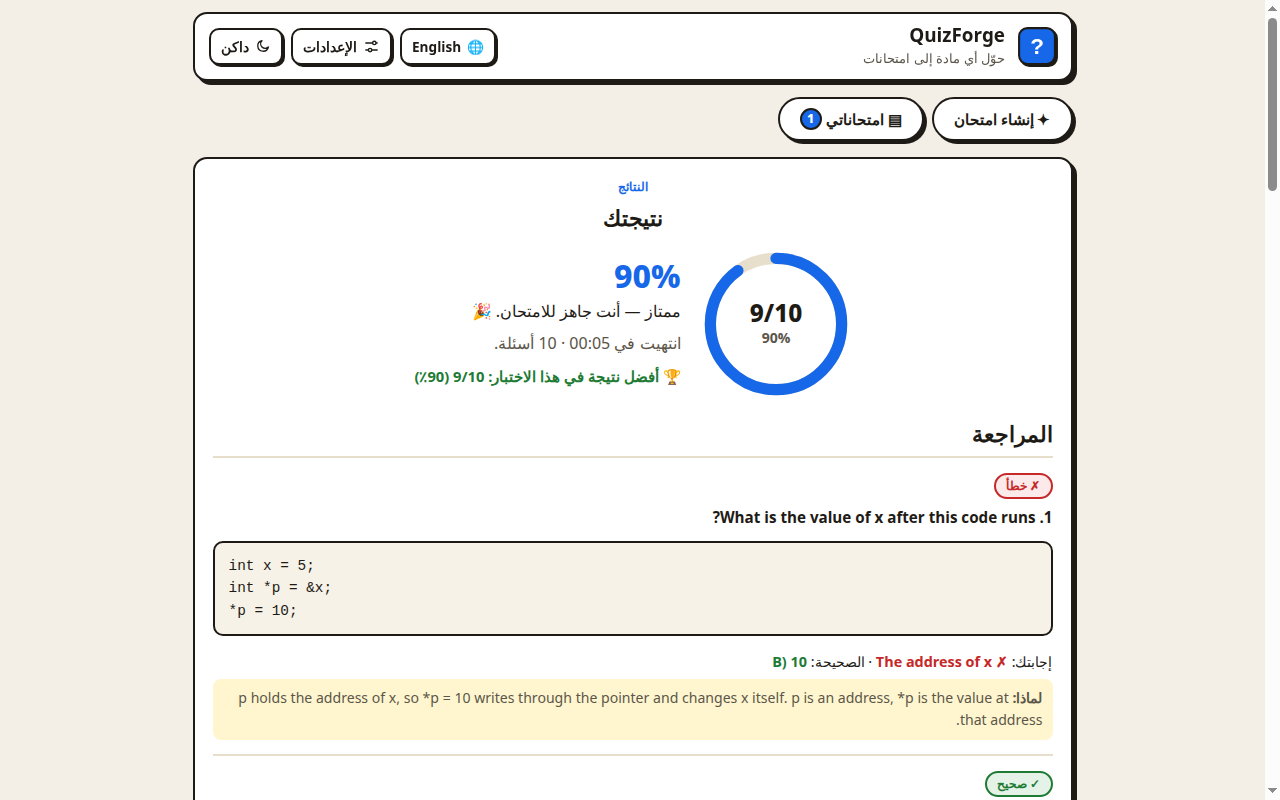 QuizForge
حوّل أي مادة إلى امتحانات
English
الإعدادات
داكن
إنشاء امتحان
امتحاناتي 1
النتائج
نتيجتك
9/10
90%
90%
ممتاز — أنت جاهز للامتحان. 🎉
انتهيت في 00:05 · 10 أسئلة.
🏆 أفضل نتيجة في هذا الاختبار: 9/10 (90٪)
المراجعة
✗ خطأ
1. What is the value of x after this code runs?
int x = 5;
int *p = &x;
*p = 10;
إجابتك: The address of x ✗ · الصحيحة: B) 10
لماذا: p holds the address of x, so *p = 10 writes through the pointer and changes x itself. p is an address, *p is the value at
that address.
✓ صحيح